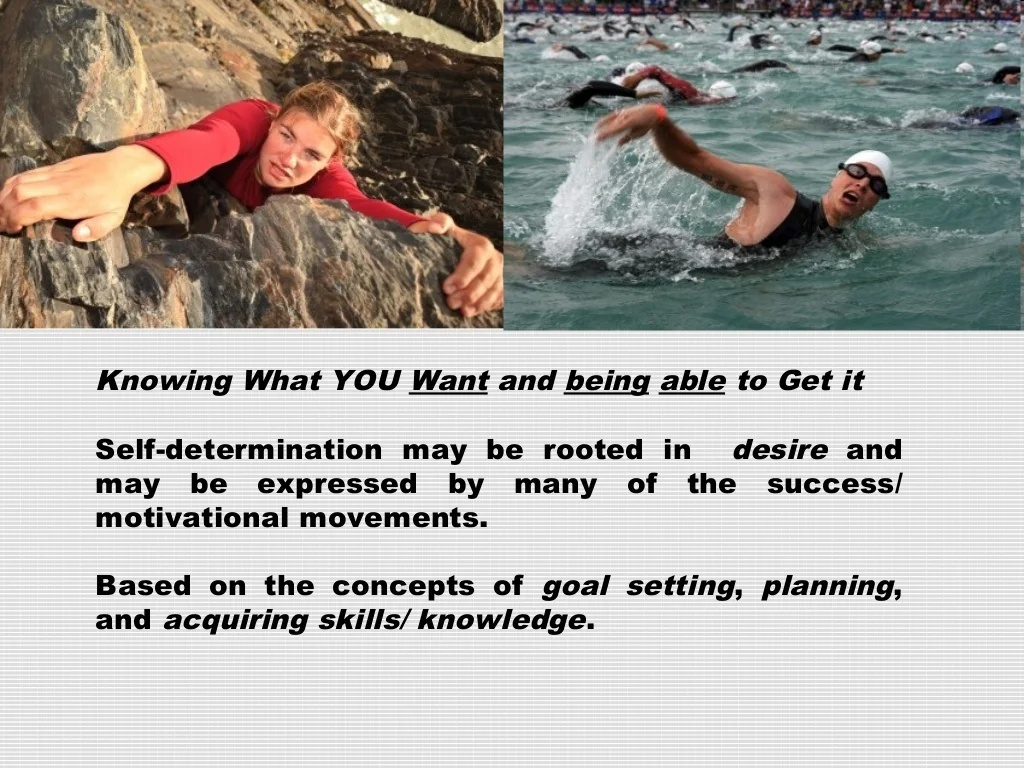 Knowing What YOU Want and being able to Get it
Self-determination may be rooted in desire and
may be expressed by many of the success/
motivational movements.
Based on the concepts of goal setting, planning,
and acquiring skills/ knowledge.